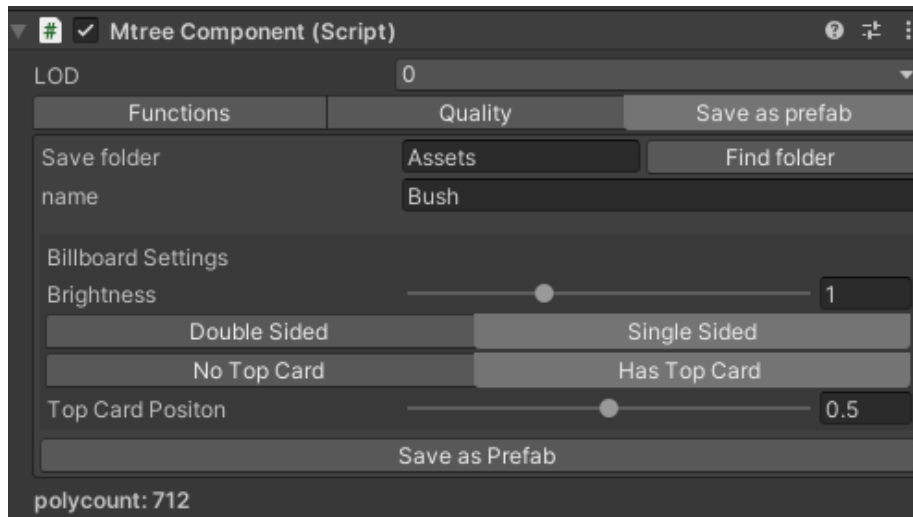 # Mtree Component (Script)
LOD 0
Functions Quality Save as prefab
Save folder Assets Find folder
name Bush
Billboard Settings
Brightness 1
Double Sided Single Sided
No Top Card Has Top Card
Top Card Positon 0.5
Save as Prefab
polycount: 712